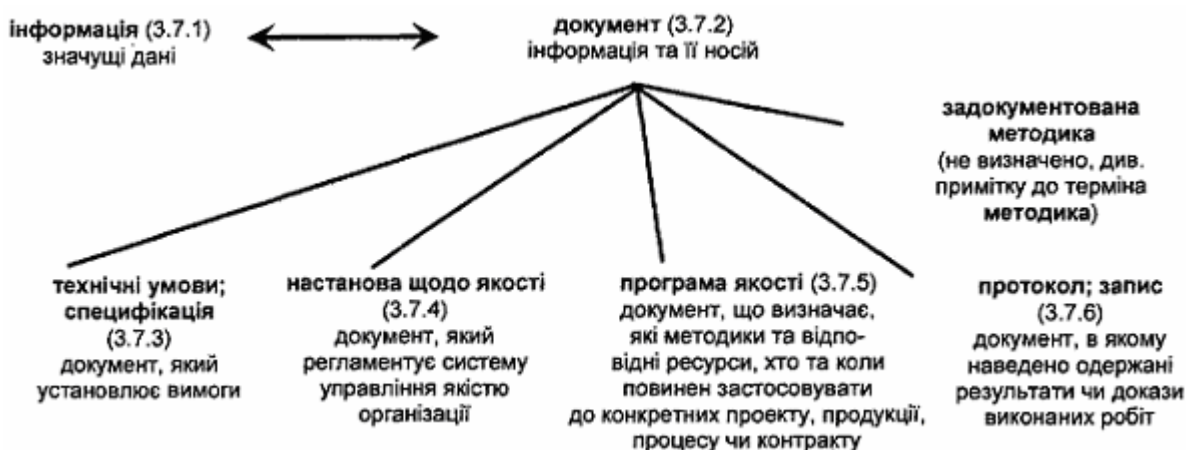 інформація (3.7.1)
значущі дані
документ (3.7.2)
інформація та її носій
задокументована
методика
(не визначено, див.
примітку до терміна
методика)
технічні умови;
специфікація
(3.7.3)
документ, який
установлює вимоги
настанова щодо якості
(3.7.4)
документ, який
регламентує систему
управління якістю
організації
програма якості (3.7.5)
документ, що визначає,
які методики та відпо-
відні ресурси, хто та коли
повинен застосовувати
до конкретних проекту, продукції,
процесу чи контракту
протокол; запис
(3.7.6)
документ, в якому
наведено одержані
результати чи докази
виконаних робіт